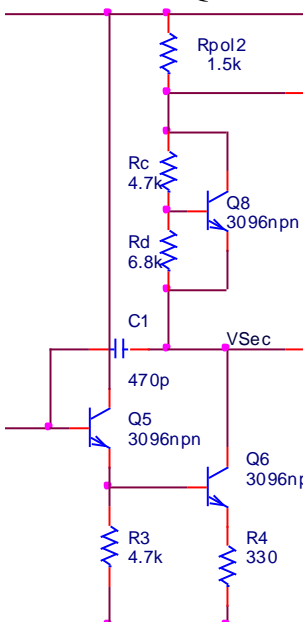 Rpol2
1.5k
Rc
4.7k
Q8
3096npn
Rd
6.8k
C1
470p
VSec
Q5
3096npn
Q6
3096np
R3
4.7k
R4
330